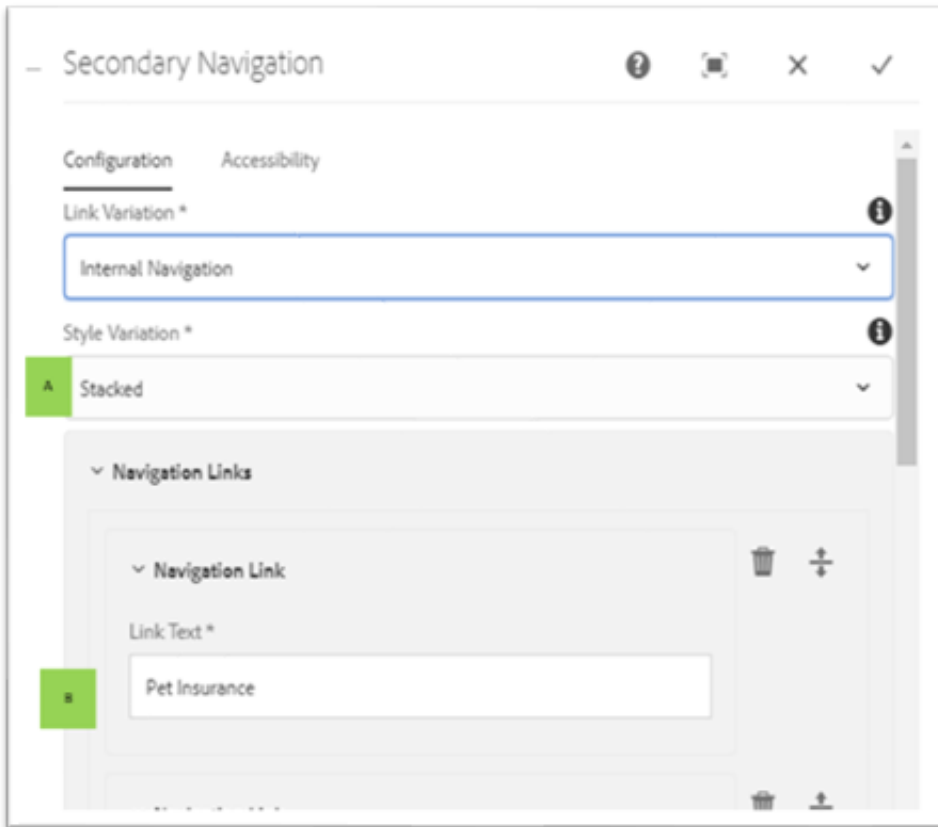 Secondary Navigation
Configuration Accessibility
Link Variation *
Internal Navigation
Style Variation *
A
Stacked
Navigation Links
Navigation Link
Link Text *
B
Pet Insurance